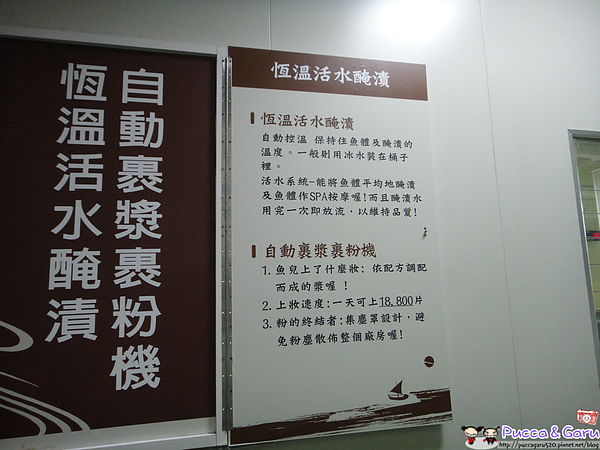 自動裹漿裹粉機
恆溫活水醃漬
恆溫活水醃漬
恆溫活水醃漬
自動控溫 保持住魚體及醃漬的
溫度。一般則用冰水裝在桶子
裡。
活水系統-能將魚體平均地醃漬
及魚體作SPA按摩喔!而且醃漬水
用完一次即放流，以維持品質!
自動裹漿裹粉機
1. 魚兒上了什麼妝: 依配方調配
而成的漿喔 !
2. 上妝速度:一天可上18,800片
3. 粉的終結者:集塵罩設計，避
免粉塵散佈整個廠房喔!
Pucca & Garu
http://puccagaru520.pixnet.net/blog